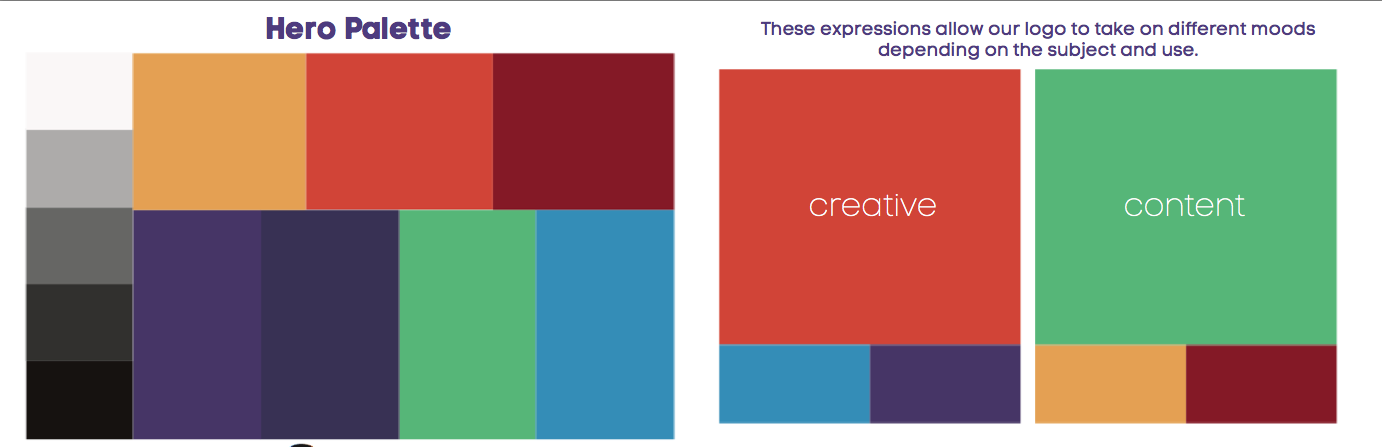 Hero Palette
These expressions allow our logo to take on different moods
depending on the subject and use.
creative
content